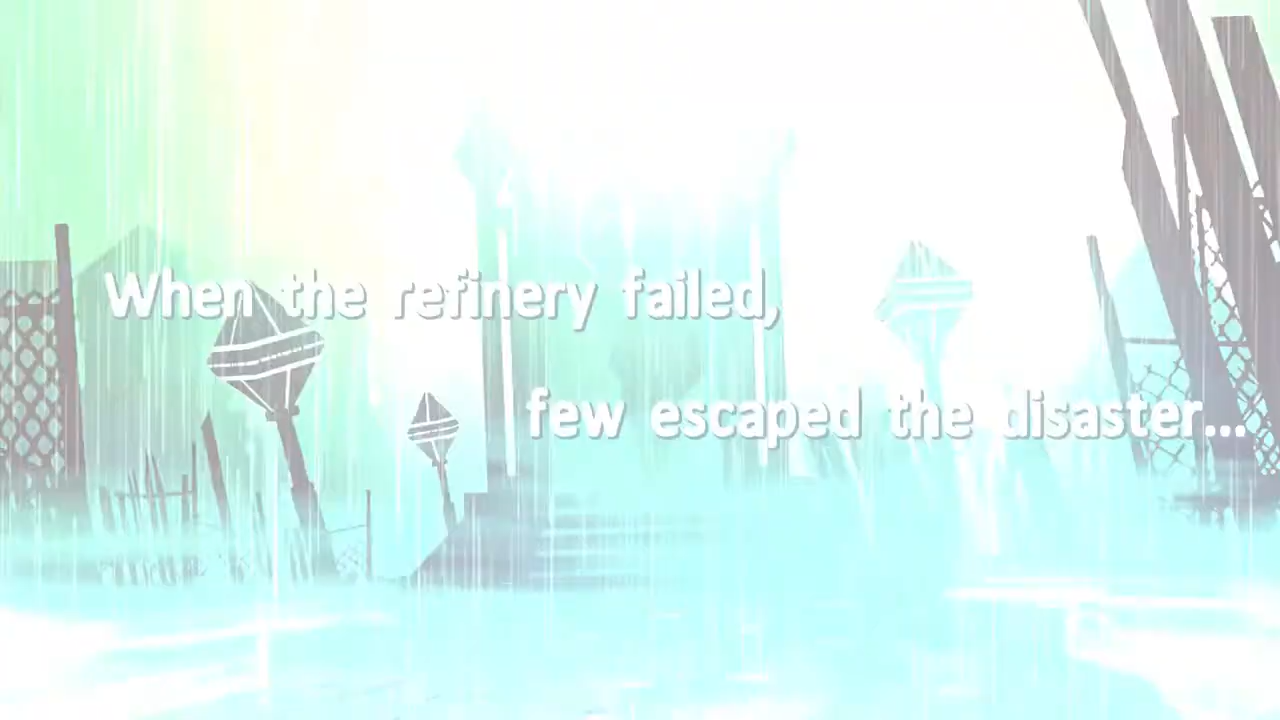 When the refinery failed,
few escaped the disaster...